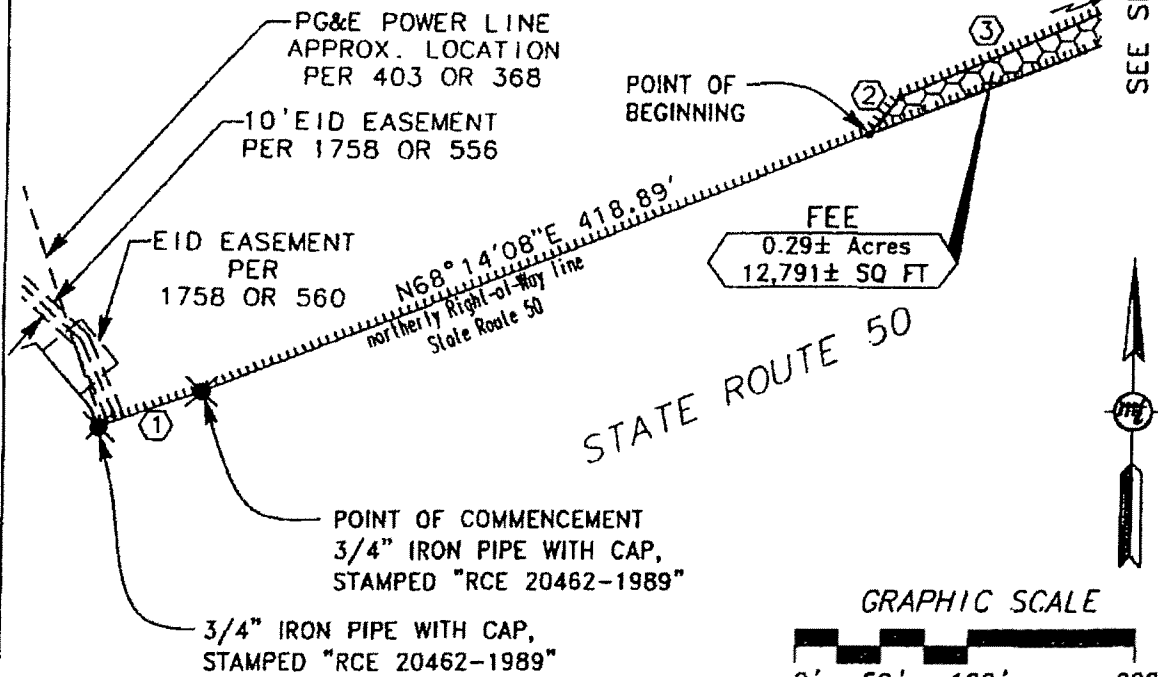 PG&E POWER LINE
APPROX. LOCATION
PER 403 OR 368
10' EID EASEMENT
PER 1758 OR 556
EID EASEMENT
PER
1758 OR 560
POINT OF
BEGINNING
2
3
SEE
N68°14'08"E 418.89'
northerly Right-of-Way line
State Route 50
FEE
0.29± Acres
12,791± SQ FT
STATE ROUTE 50
1
POINT OF COMMENCEMENT
3/4" IRON PIPE WITH CAP,
STAMPED "RCE 20462-1989"
3/4" IRON PIPE WITH CAP,
STAMPED "RCE 20462-1989"
GRAPHIC SCALE